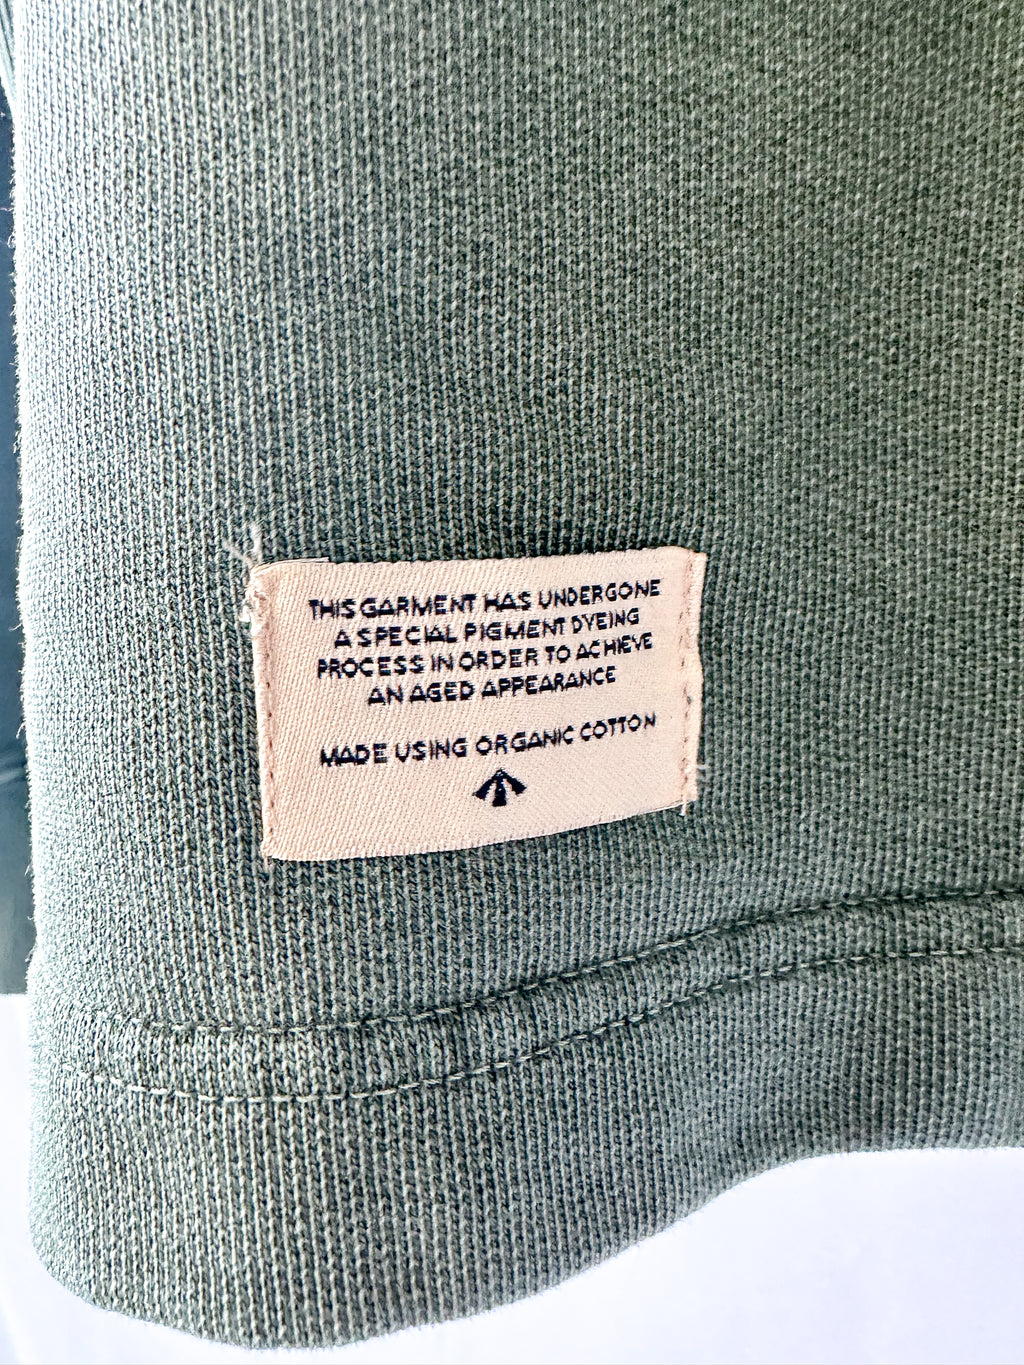 THIS GARMENT HAS UNDERGONE
A SPECIAL PIGMENT DYEING
PROCESS IN ORDER TO ACHIEVE
AN AGED APPEARANCE
MADE USING ORGANIC COTTON